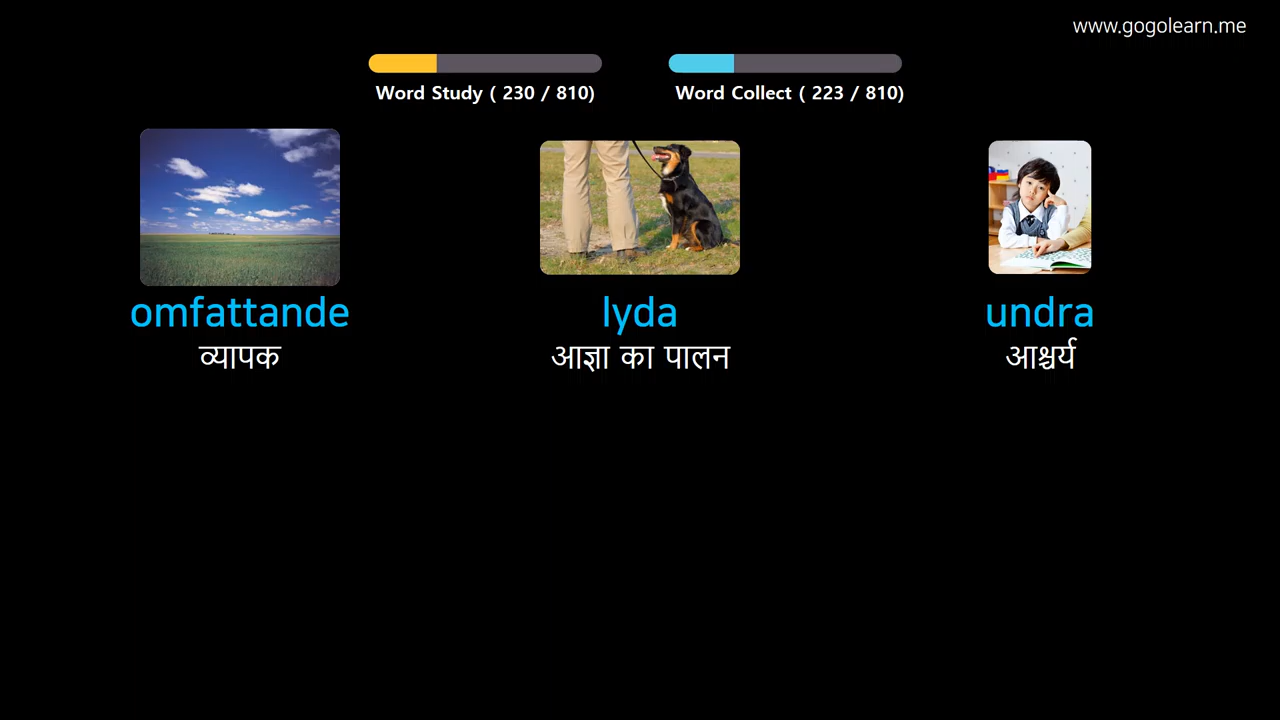 www.gogolearn.me
Word Study ( 230 / 810)
Word Collect ( 223 / 810)
omfattande
व्यापक
lyda
आज्ञा का पालन
undra
आश्चर्य